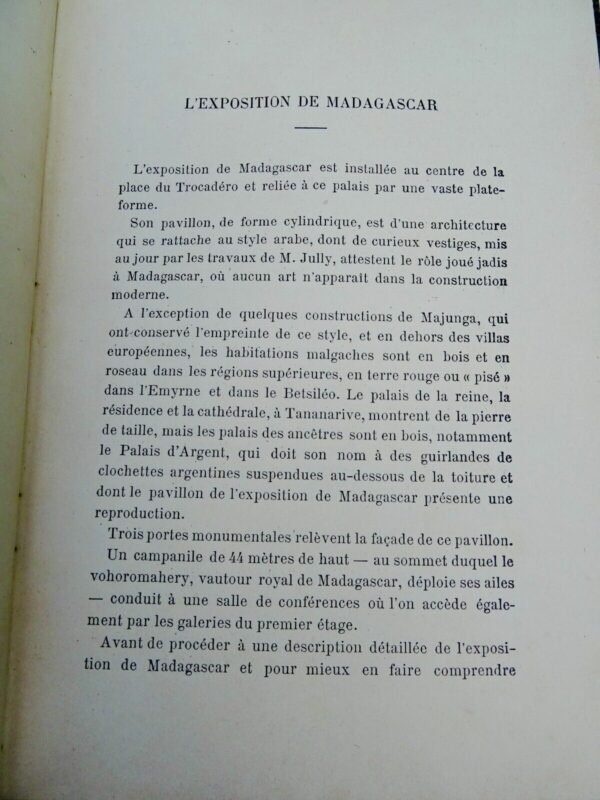 L'EXPOSITION DE MADAGASCAR
L'exposition de Madagascar est installée au centre de la
place du Trocadéro et reliée à ce palais par une vaste plate-
forme.
Son pavillon, de forme cylindrique, est d'une architecture
qui se rattache au style arabe, dont de curieux vestiges, mis
au jour par les travaux de M. Jully, attestent le rôle joué jadis
à Madagascar, où aucun art n'apparaît dans la construction
moderne.
A l'exception de quelques constructions de Majunga, qui
ont conservé l'empreinte de ce style, et en dehors des villas
européennes, les habitations malgaches sont en bois et en
roseau dans les régions supérieures, en terre rouge ou « pisé »
dans l'Emyrne et dans le Betsiléo. Le palais de la reine, la
résidence et la cathédrale, à Tananarive, montrent de la pierre
de taille, mais les palais des ancêtres sont en bois, notamment
le Palais d'Argent, qui doit son nom à des guirlandes de
clochettes argentines suspendues au-dessous de la toiture et
dont le pavillon de l'exposition de Madagascar présente une
reproduction.
Trois portes monumentales relèvent la façade de ce pavillon.
Un campanile de 44 mètres de haut — au sommet duquel le
vohoromahery, vautour royal de Madagascar, déploie ses ailes
— conduit à une salle de conférences où l'on accède égale-
ment par les galeries du premier étage.
Avant de procéder à une description détaillée de l'exposi-
tion de Madagascar et pour mieux en faire comprendre